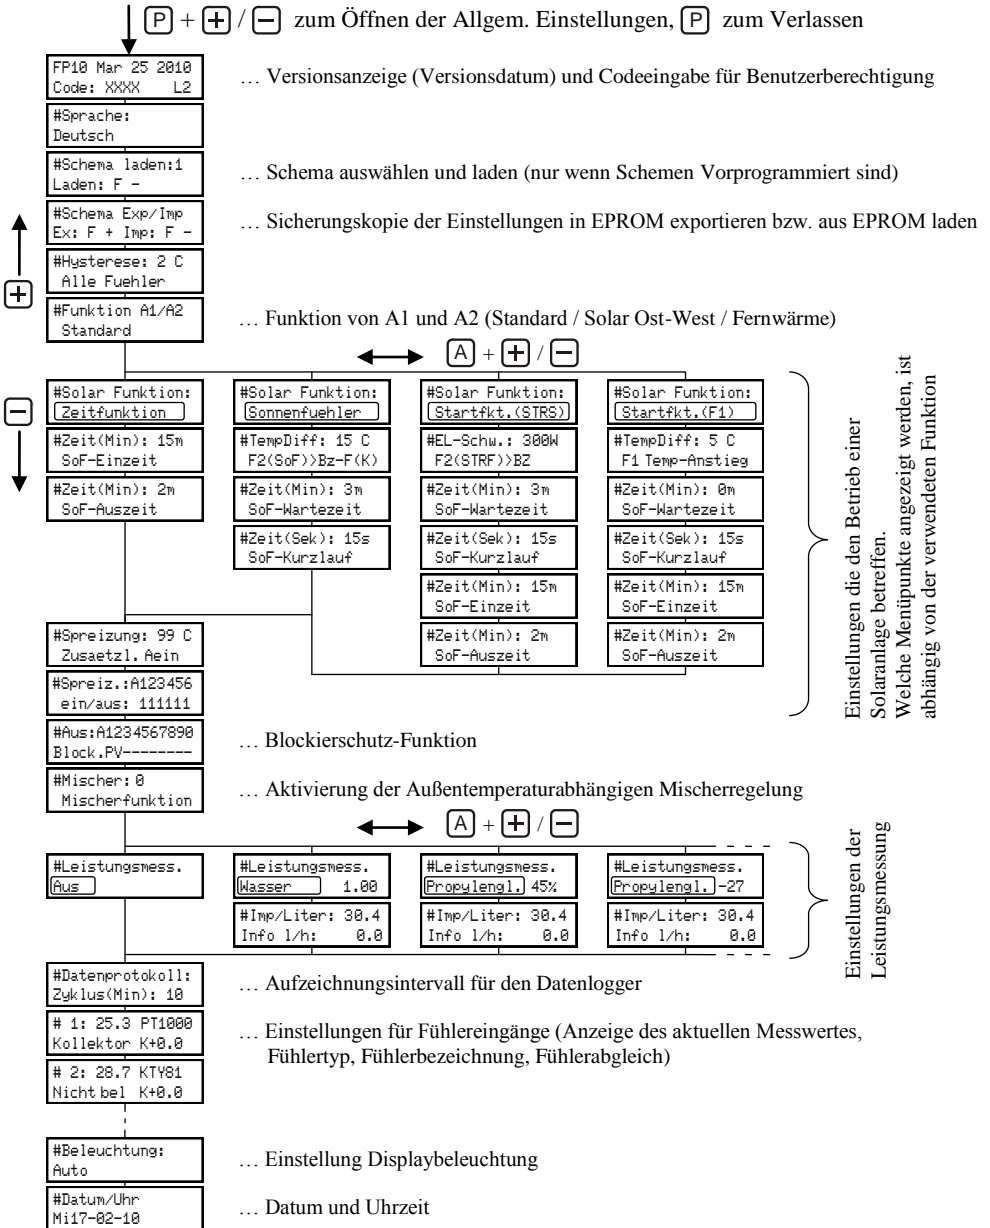 P + + / − zum Öffnen der Allgem. Einstellungen, P zum Verlassen
FP10 Mar 25 2010
Code: XXXX L2
… Versionsanzeige (Versionsdatum) und Codeeingabe für Benutzerberechtigung
#Sprache:
Deutsch
#Schema laden:1
Laden: F -
… Schema auswählen und laden (nur wenn Schemen Vorprogrammiert sind)
#Schema Exp/Imp
Ex: F + Imp: F -
… Sicherungskopie der Einstellungen in EPROM exportieren bzw. aus EPROM laden
#Hysterese: 2 C
Alle Fuehler
+
#Funktion A1/A2
Standard
… Funktion von A1 und A2 (Standard / Solar Ost-West / Fernwärme)
A + + / −
−
#Solar Funktion:
Zeitfunktion
#Zeit(Min): 15m
SoF-Einzeit
#Zeit(Min): 2m
SoF-Auszeit
#Solar Funktion:
Sonnenfuehler
#TempDiff: 15 C
F2(SoF)>Bz-F(K)
#Zeit(Min): 3m
SoF-Wartezeit
#Zeit(Sek): 15s
SoF-Kurzlauf
#Solar Funktion:
Startfkt.(STRS)
#EL-Schw.: 300W
F2(STRF)>BZ
#Zeit(Min): 3m
SoF-Wartezeit
#Zeit(Sek): 15s
SoF-Kurzlauf
#Zeit(Min): 15m
SoF-Einzeit
#Zeit(Min): 2m
SoF-Auszeit
#Solar Funktion:
Startfkt.(F1)
#TempDiff: 5 C
F1 Temp-Anstieg
#Zeit(Min): 0m
SoF-Wartezeit
#Zeit(Sek): 15s
SoF-Kurzlauf
#Zeit(Min): 15m
SoF-Einzeit
#Zeit(Min): 2m
SoF-Auszeit
Einstellungen die den Betrieb einer
Solaranlage betreffen.
Welche Menüpunkte angezeigt werden, ist
abhängig von der verwendeten Funktion
#Spreizung: 99 C
Zusaetzl. Aein
#Spreiz.:A123456
ein/aus: 111111
#Aus:A1234567890
Block.PV--------
… Blockierschutz-Funktion
#Mischer: 0
Mischerfunktion
… Aktivierung der Außentemperaturabhängigen Mischerregelung
A + + / −
#Leistungsmess.
Aus
#Leistungsmess.
Wasser 1.00
#Imp/Liter: 30.4
Info l/h: 0.0
#Leistungsmess.
Propylengl. 45%
#Imp/Liter: 30.4
Info l/h: 0.0
#Leistungsmess.
Propylengl. -27
#Imp/Liter: 30.4
Info l/h: 0.0
Einstellungen der
Leistungsmessung
#Datenprotokoll:
Zyklus(Min): 10
… Aufzeichnungsintervall für den Datenlogger
# 1: 25.3 PT1000
Kollektor K+0.0
… Einstellungen für Fühlereingänge (Anzeige des aktuellen Messwertes,
Fühlertyp, Fühlerbezeichnung, Fühlerabgleich)
# 2: 28.7 KTY81
Nicht bel K+0.0
#Beleuchtung:
Auto
… Einstellung Displaybeleuchtung
#Datum/Uhr
Mi17-02-10
… Datum und Uhrzeit